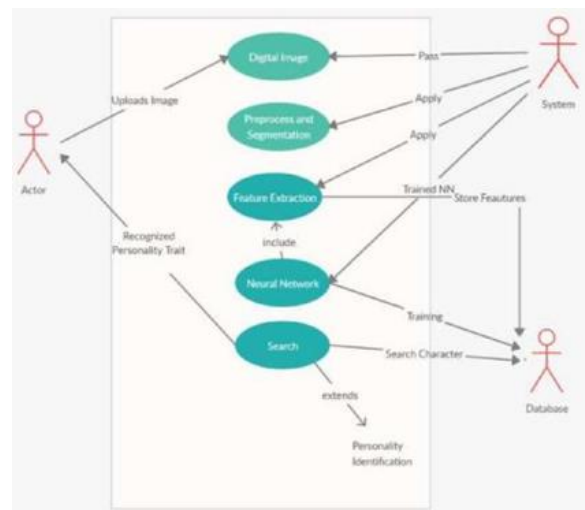 Digital Image
Pass
System
Uploads Image
Apply
Preprocess and
Segmentation
Apply
Actor
Feature Extraction
Trained NN
Store Feautures
Recognized
Personality Trait
include
Neural Network
Training
Search
Search Character
extends
Database
Personality
Identification